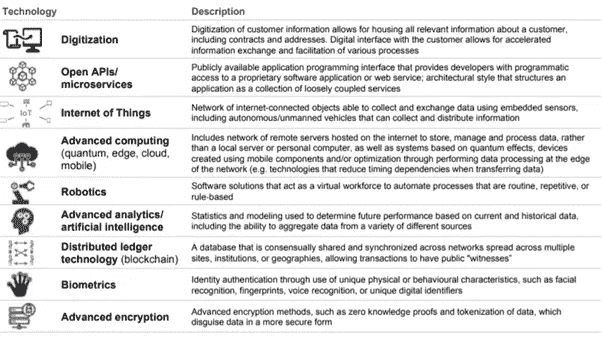 Technology Description
Digitization
Digitization of customer information allows for housing all relevant information about a customer,
including contracts and addresses. Digital interface with the customer allows for accelerated
information exchange and facilitation of various processes
Open APIs/
microservices
Publicly available application programming interface that provides developers with programmatic
access to a proprietary software application or web service; architectural style that structures an
application as a collection of loosely coupled services
IoT
Internet of Things
Network of internet-connected objects able to collect and exchange data using embedded sensors,
including autonomous/unmanned vehicles that can collect and distribute information
Advanced computing
(quantum, edge, cloud,
mobile)
Includes network of remote servers hosted on the internet to store, manage and process data, rather
than a local server or personal computer, as well as systems based on quantum effects, devices
created using mobile components and/or optimization through performing data processing at the edge
of the network (e.g. technologies that reduce timing dependencies when transferring data)
Robotics
Software solutions that act as a virtual workforce to automate processes that are routine, repetitive, or
rule-based
Advanced analytics/
artificial intelligence
Statistics and modeling used to determine future performance based on current and historical data,
including the ability to aggregate data from a variety of different sources
Distributed ledger
technology (blockchain)
A database that is consensually shared and synchronized across networks spread across multiple
sites, institutions, or geographies, allowing transactions to have public "witnesses"
Biometrics
Identity authentication through use of unique physical or behavioural characteristics, such as facial
recognition, fingerprints, voice recognition, or unique digital identifiers
Advanced encryption
Advanced encryption methods, such as zero knowledge proofs and tokenization of data, which
disguise data in a more secure form